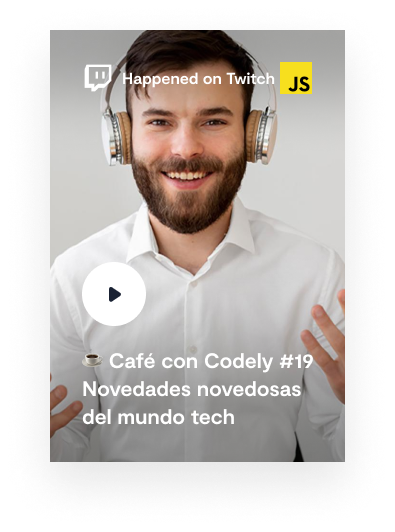 Happened on Twitch JS
☕ Café con Codely #19
Novedades novedosas
del mundo tech